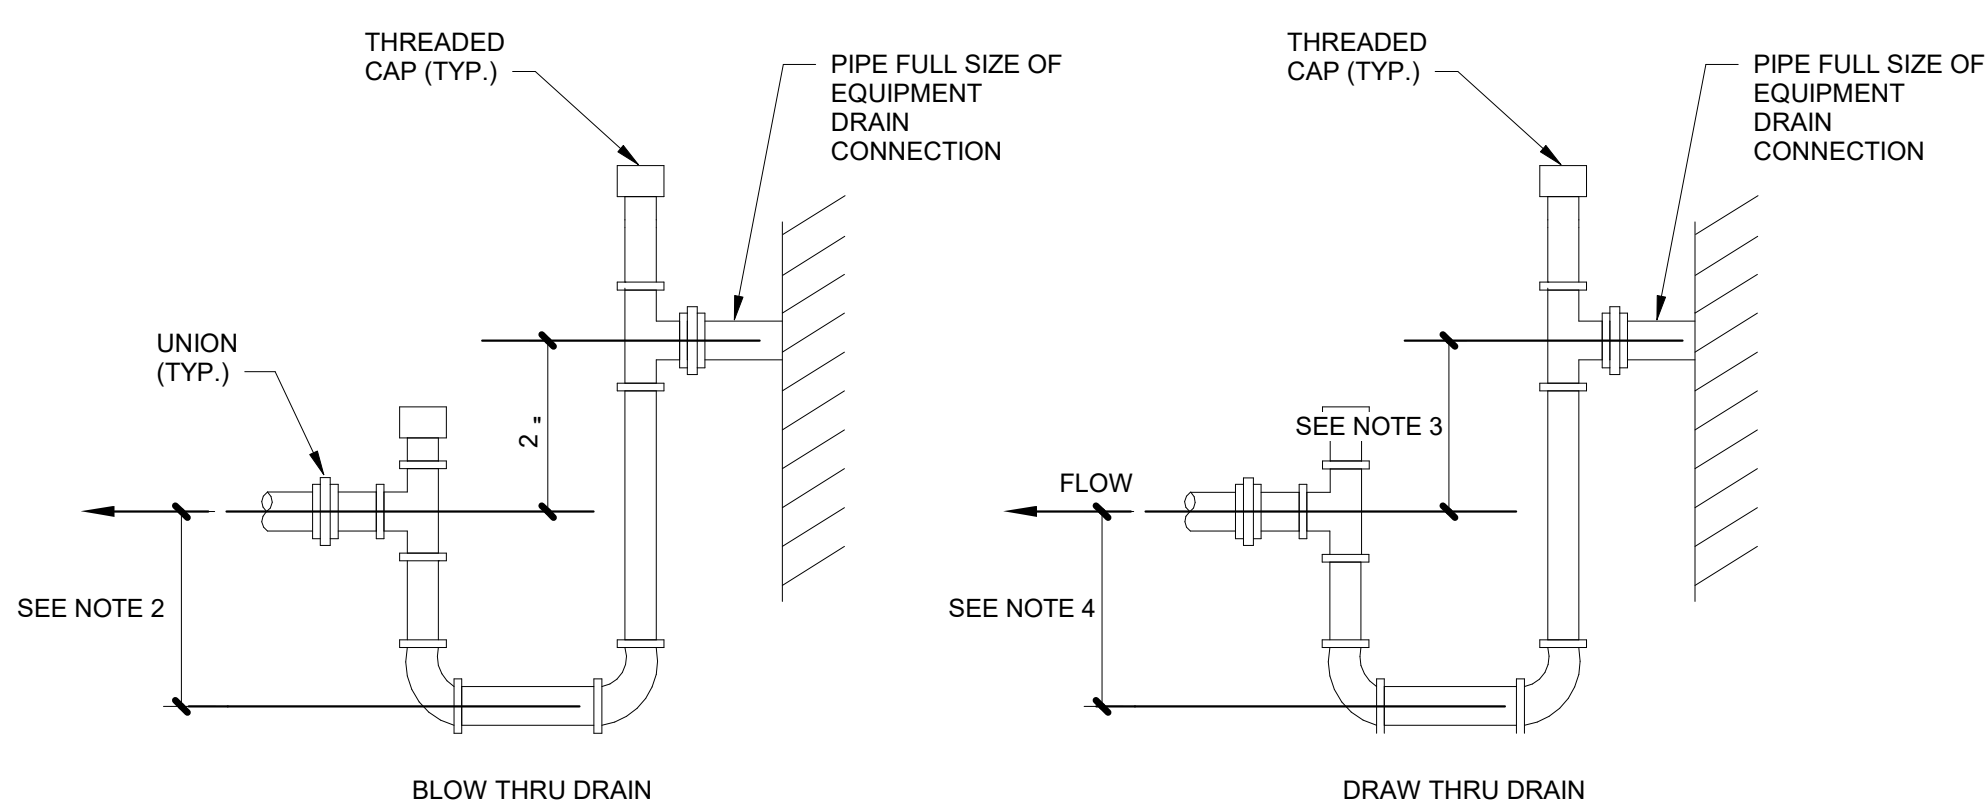 THREADED
CAP (TYP.)
PIPE FULL SIZE OF
EQUIPMENT
DRAIN
CONNECTION
UNION
(TYP.)
2 "
SEE NOTE 2
BLOW THRU DRAIN
THREADED
CAP (TYP.)
PIPE FULL SIZE OF
EQUIPMENT
DRAIN
CONNECTION
SEE NOTE 3
FLOW
SEE NOTE 4
DRAW THRU DRAIN